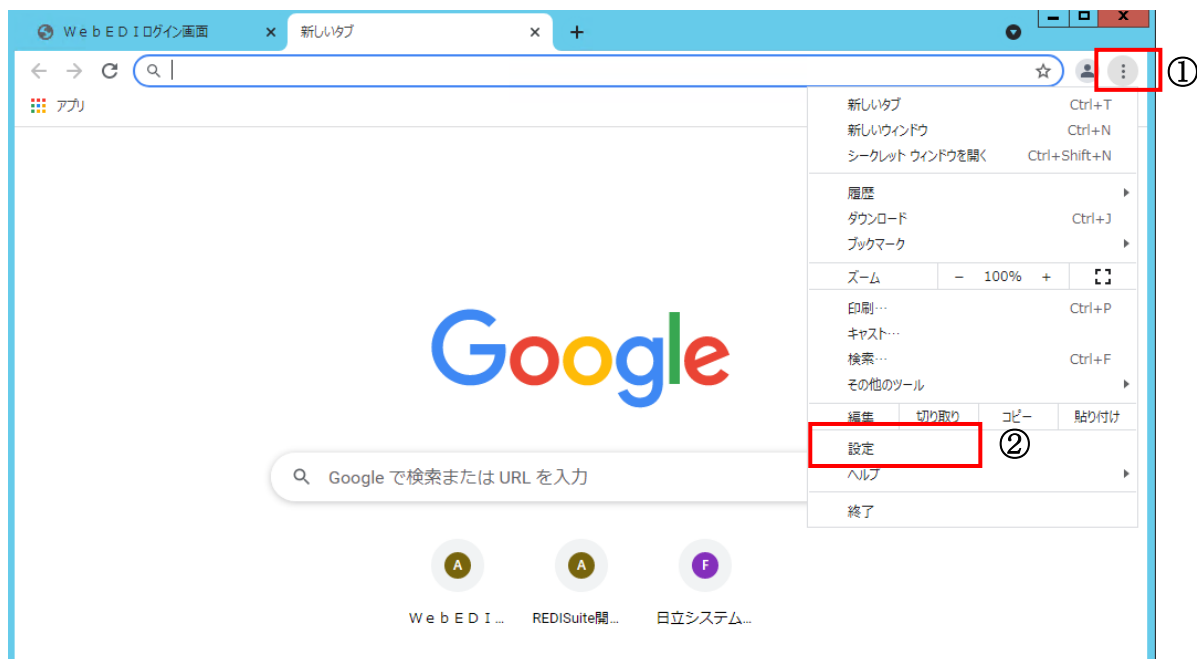 ＷｅｂＥＤＩログイン画面
新しいタブ
①
アプリ
新しいタブ Ctrl+T
新しいウィンドウ Ctrl+N
シークレット ウィンドウを開く Ctrl+Shift+N
履歴
ダウンロード Ctrl+J
ブックマーク
ズーム － 100% +
印刷… Ctrl+P
キャスト…
検索… Ctrl+F
その他のツール
編集 切り取り コピー 貼り付け
設定
②
ヘルプ
終了
Google
Google で検索または URL を入力
A
A
F
ＷｅｂＥＤＩ...
REDISuite開...
日立システム...